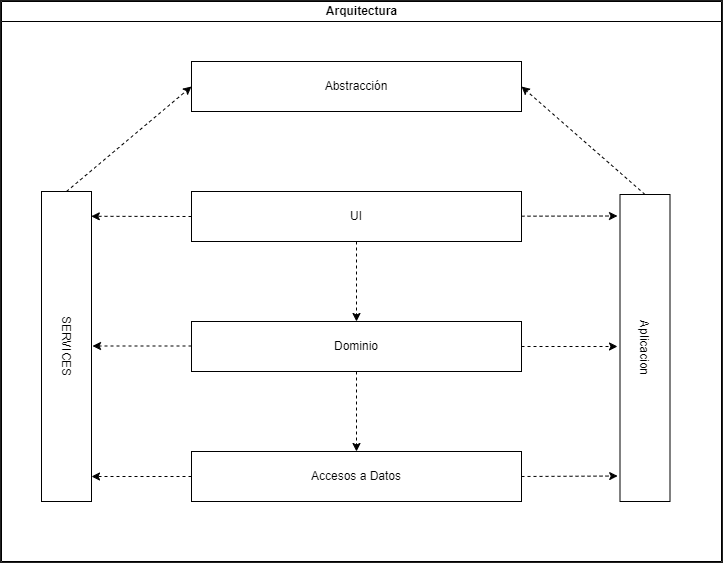 Arquitectura
Abstracción
UI
SERVICES
Dominio
Aplicacion
Accesos a Datos